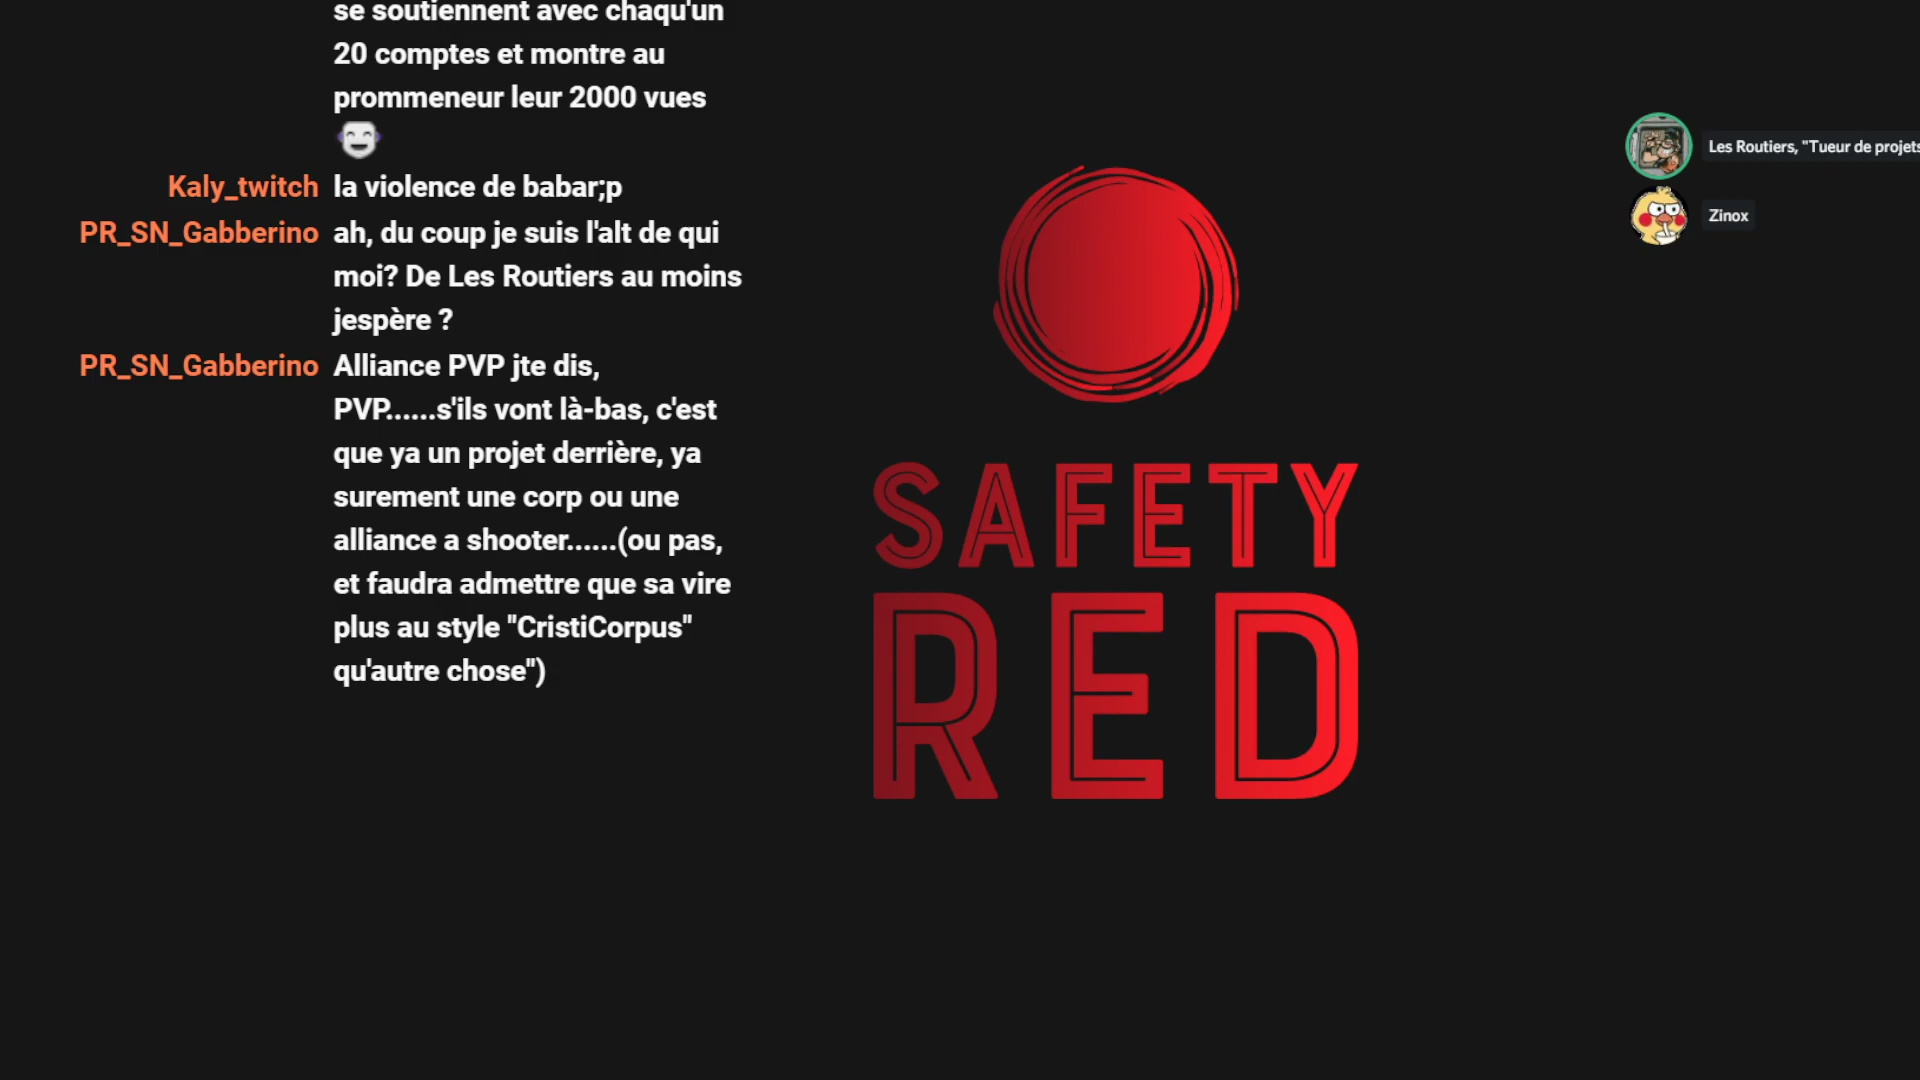 se soutiennent avec chaqu'un
20 comptes et montre au
prommeneur leur 2000 vues
Kaly_twitch la violence de babar;p
PR_SN_Gabberino ah, du coup je suis l'alt de qui
moi? De Les Routiers au moins
jespère ?
PR_SN_Gabberino Alliance PVP jte dis,
PVP......s'ils vont là-bas, c'est
que ya un projet derrière, ya
surement une corp ou une
alliance a shooter......(ou pas,
et faudra admettre que sa vire
plus au style "CristiCorpus"
qu'autre chose")
SAFETY
RED
Les Routiers, "Tueur de projets
Zinox